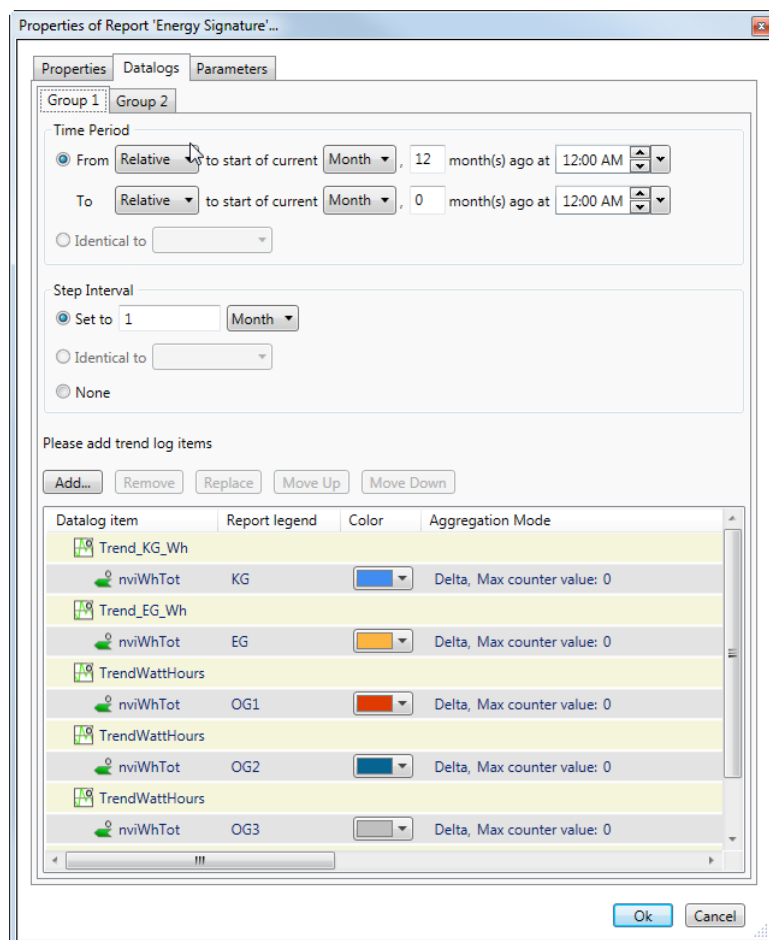 Properties of Report 'Energy Signature'...
Properties Datalogs Parameters
Group 1 Group 2
Time Period
From Relative to start of current Month , 12 month(s) ago at 12:00 AM
To Relative to start of current Month , 0 month(s) ago at 12:00 AM
Identical to
Step Interval
Set to 1 Month
Identical to
None
Please add trend log items
Add... Remove Replace Move Up Move Down
Datalog item Report legend Color Aggregation Mode
Trend_KG_Wh
nviWhTot KG Delta, Max counter value: 0
Trend_EG_Wh
nviWhTot EG Delta, Max counter value: 0
TrendWattHours
nviWhTot OG1 Delta, Max counter value: 0
TrendWattHours
nviWhTot OG2 Delta, Max counter value: 0
TrendWattHours
nviWhTot OG3 Delta, Max counter value: 0
Ok Cancel